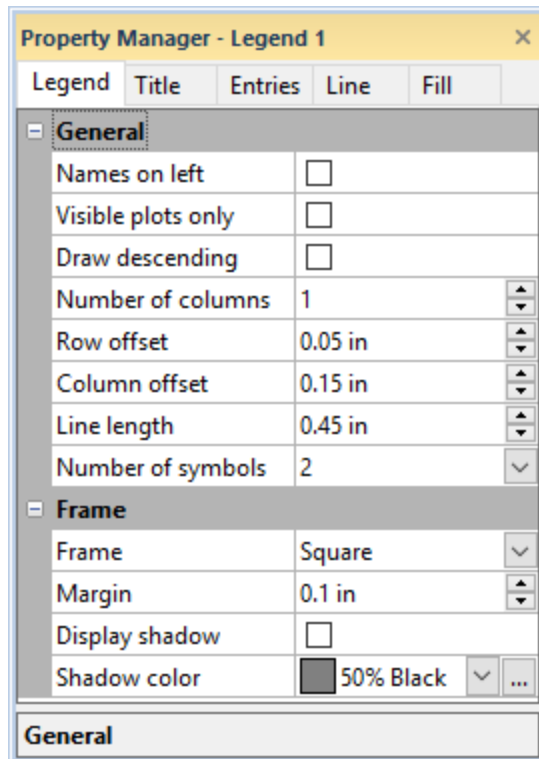 Property Manager - Legend 1
Legend Title Entries Line Fill
General
Names on left
Visible plots only
Draw descending
Number of columns 1
Row offset 0.05 in
Column offset 0.15 in
Line length 0.45 in
Number of symbols 2
Frame
Frame Square
Margin 0.1 in
Display shadow
Shadow color 50% Black ...
General